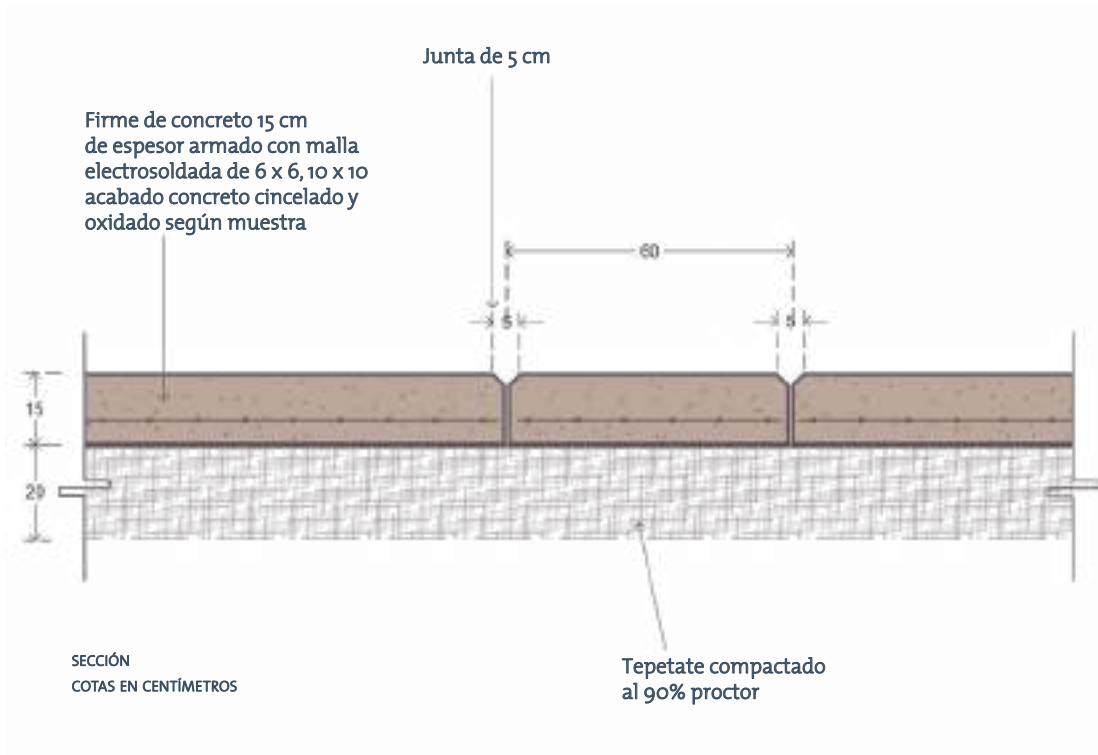 Junta de 5 cm
Firme de concreto 15 cm
de espesor armado con malla
electrosoldada de 6 x 6, 10 x 10
acabado concreto cincelado y
oxidado según muestra
60
5
5
15
20
SECCIÓN
COTAS EN CENTÍMETROS
Tepetate compactado
al 90% proctor